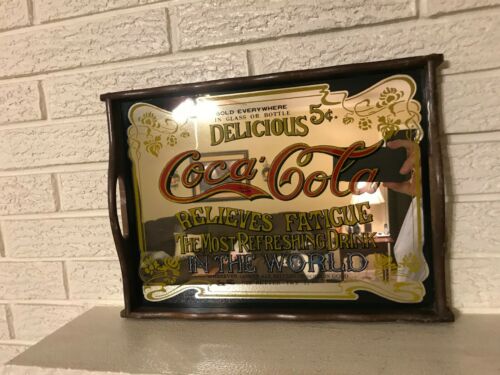 SOLD EVERYWHERE
IN GLASS OR BOTTLE
DELICIOUS 5¢.
Coca-Cola
RELIEVES FATIGUE
THE MOST REFRESHING DRINK
IN THE WORLD